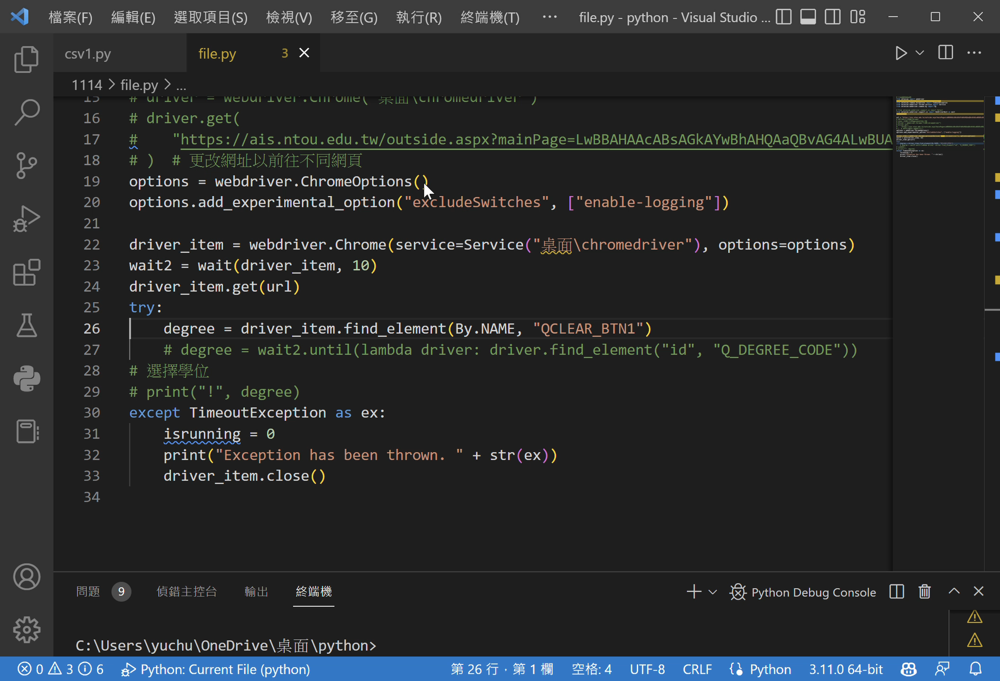 檔案(F) 編輯(E) 選取項目(S) 檢視(V) 移至(G) 執行(R) 終端機(T) ··· file.py - python - Visual Studio ...
csv1.py file.py 3
1114 > file.py > ...
15 # driver = webdriver.Chrome("桌面\chromedriver")
16 # driver.get(
17 #    "https://ais.ntou.edu.tw/outside.aspx?mainPage=LwBBAHAAcABsAGkAYwBhAHQAaQBvAG4ALwBUA
18 # )  # 更改網址以前往不同網頁
19 options = webdriver.ChromeOptions()
20 options.add_experimental_option("excludeSwitches", ["enable-logging"])
21
22 driver_item = webdriver.Chrome(service=Service("桌面\chromedriver"), options=options)
23 wait2 = wait(driver_item, 10)
24 driver_item.get(url)
25 try:
26     degree = driver_item.find_element(By.NAME, "QCLEAR_BTN1")
27     # degree = wait2.until(lambda driver: driver.find_element("id", "Q_DEGREE_CODE"))
28 # 選擇學位
29 # print("!", degree)
30 except TimeoutException as ex:
31     isrunning = 0
32     print("Exception has been thrown. " + str(ex))
33     driver_item.close()
34
問題 9 偵錯主控台 輸出 終端機 Python Debug Console
C:\Users\yuchu\OneDrive\桌面\python>
0 3 6 Python: Current File (python) 第 26 行，第 1 欄 空格: 4 UTF-8 CRLF Python 3.11.0 64-bit